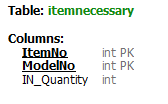 Table: itemnecessary
Columns:
ItemNo int PK
ModelNo int PK
IN_Quantity int